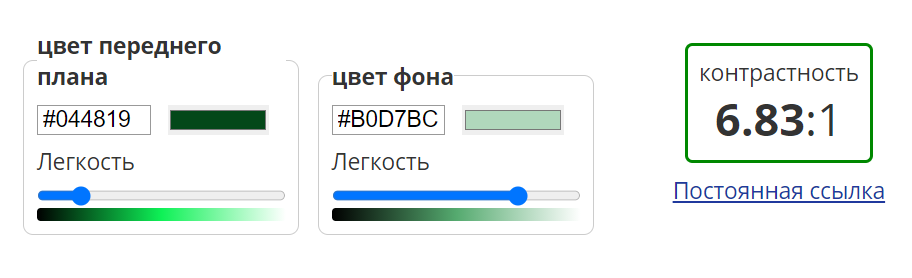 цвет переднего
плана
#044819
Легкость
цвет фона
#B0D7BC
Легкость
контрастность
6.83:1
Постоянная ссылка